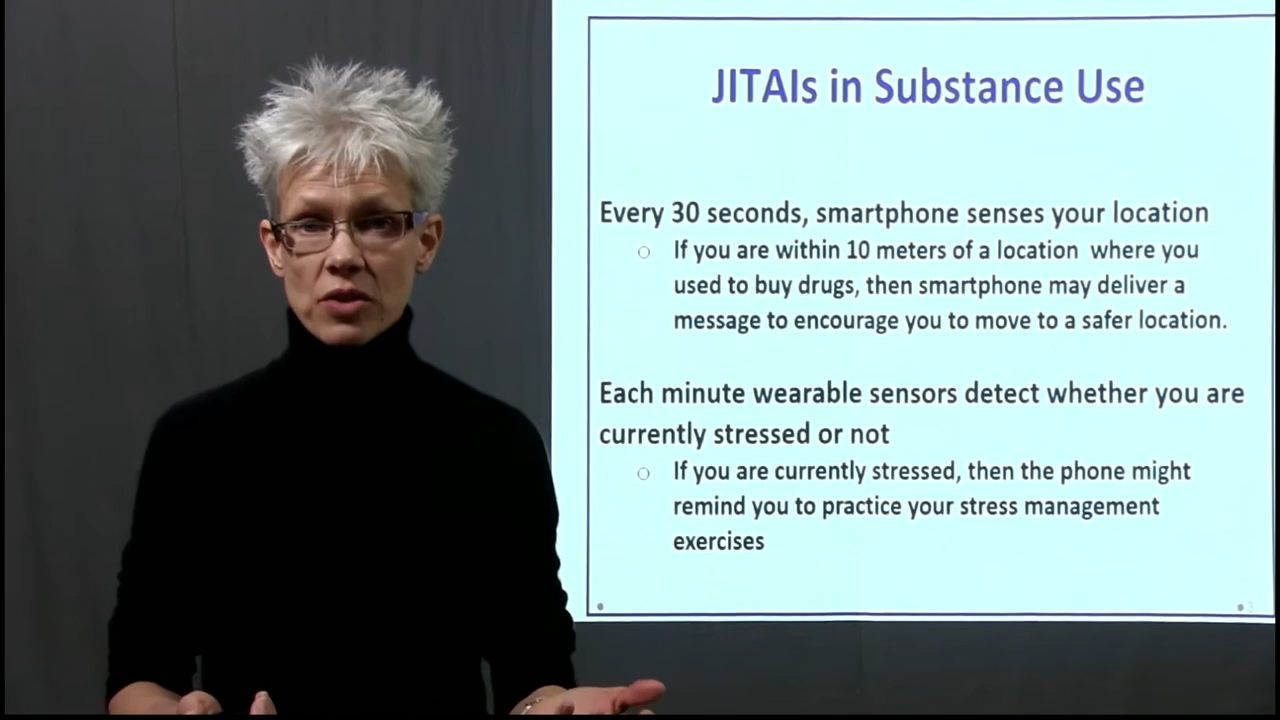 JITAIs in Substance Use
Every 30 seconds, smartphone senses your location
If you are within 10 meters of a location where you
used to buy drugs, then smartphone may deliver a
message to encourage you to move to a safer location.
Each minute wearable sensors detect whether you are
currently stressed or not
If you are currently stressed, then the phone might
remind you to practice your stress management
exercises
3